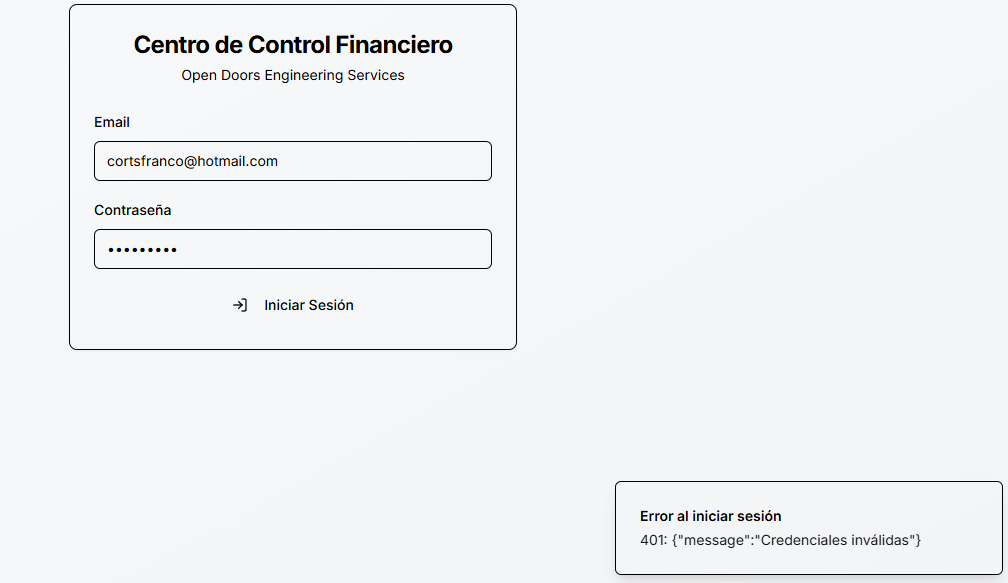 Centro de Control Financiero
Open Doors Engineering Services
Email
cortsfranco@hotmail.com
Contraseña
•••••••••
Iniciar Sesión
Error al iniciar sesión
401: {"message":"Credenciales inválidas"}